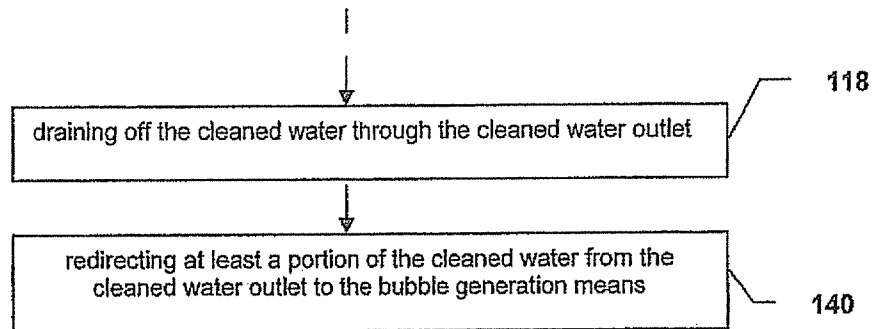 118
draining off the cleaned water through the cleaned water outlet
redirecting at least a portion of the cleaned water from the
cleaned water outlet to the bubble generation means
140